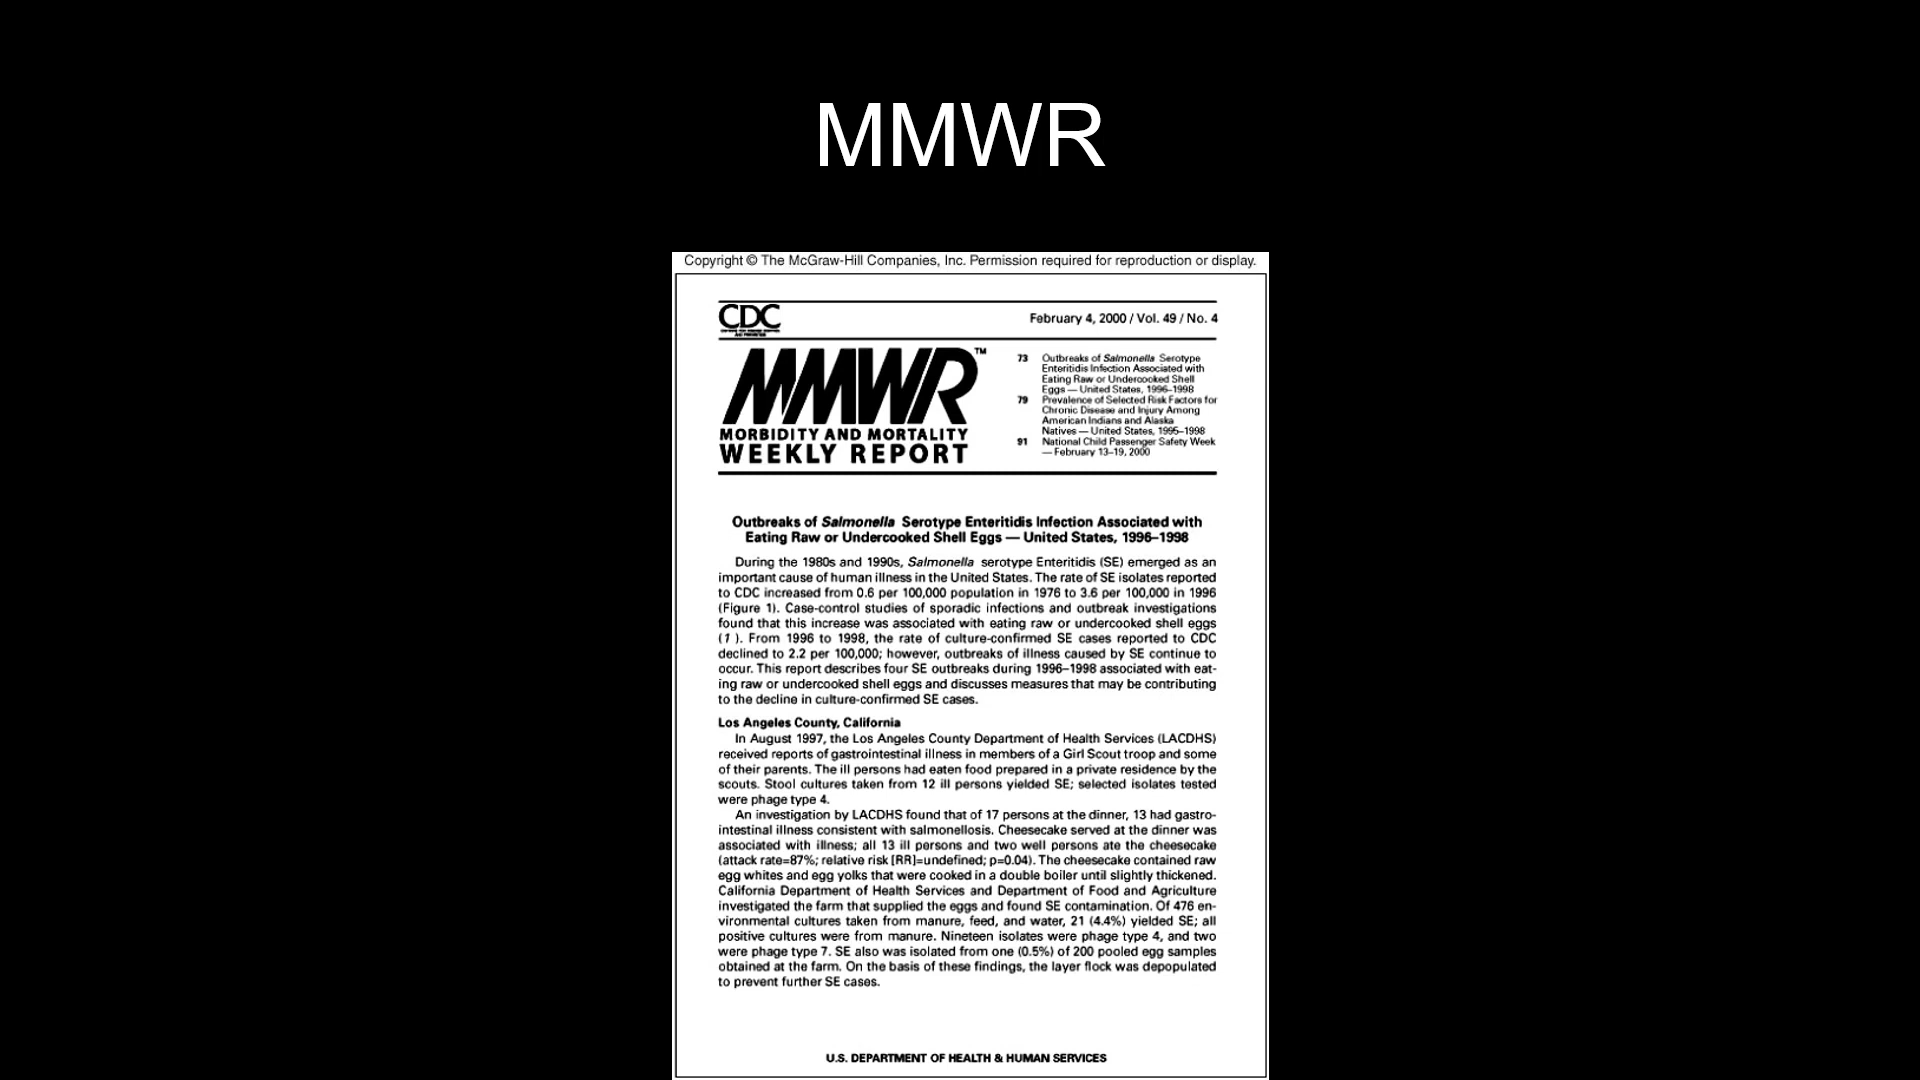 MMWR
Copyright © The McGraw-Hill Companies, Inc. Permission required for reproduction or display.
CDC
February 4, 2000 / Vol. 49 / No. 4
MMWR™
MORBIDITY AND MORTALITY
WEEKLY REPORT
73 Outbreaks of Salmonella Serotype
Enteritidis Infection Associated with
Eating Raw or Undercooked Shell
Eggs — United States, 1996–1998
79 Prevalence of Selected Risk Factors for
Chronic Disease and Injury Among
American Indians and Alaska
Natives — United States, 1995–1998
91 National Child Passenger Safety Week
— February 13–19, 2000
Outbreaks of Salmonella Serotype Enteritidis Infection Associated with
Eating Raw or Undercooked Shell Eggs — United States, 1996–1998
During the 1980s and 1990s, Salmonella serotype Enteritidis (SE) emerged as an
important cause of human illness in the United States. The rate of SE isolates reported
to CDC increased from 0.6 per 100,000 population in 1976 to 3.6 per 100,000 in 1996
(Figure 1). Case-control studies of sporadic infections and outbreak investigations
found that this increase was associated with eating raw or undercooked shell eggs
(1 ). From 1996 to 1998, the rate of culture-confirmed SE cases reported to CDC
declined to 2.2 per 100,000; however, outbreaks of illness caused by SE continue to
occur. This report describes four SE outbreaks during 1996–1998 associated with eat-
ing raw or undercooked shell eggs and discusses measures that may be contributing
to the decline in culture-confirmed SE cases.
Los Angeles County, California
In August 1997, the Los Angeles County Department of Health Services (LACDHS)
received reports of gastrointestinal illness in members of a Girl Scout troop and some
of their parents. The ill persons had eaten food prepared in a private residence by the
scouts. Stool cultures taken from 12 ill persons yielded SE; selected isolates tested
were phage type 4.
An investigation by LACDHS found that of 17 persons at the dinner, 13 had gastro-
intestinal illness consistent with salmonellosis. Cheesecake served at the dinner was
associated with illness; all 13 ill persons and two well persons ate the cheesecake
(attack rate=87%; relative risk [RR]=undefined; p=0.04). The cheesecake contained raw
egg whites and egg yolks that were cooked in a double boiler until slightly thickened.
California Department of Health Services and Department of Food and Agriculture
investigated the farm that supplied the eggs and found SE contamination. Of 476 en-
vironmental cultures taken from manure, feed, and water, 21 (4.4%) yielded SE; all
positive cultures were from manure. Nineteen isolates were phage type 4, and two
were phage type 7. SE also was isolated from one (0.5%) of 200 pooled egg samples
obtained at the farm. On the basis of these findings, the layer flock was depopulated
to prevent further SE cases.
U.S. DEPARTMENT OF HEALTH & HUMAN SERVICES